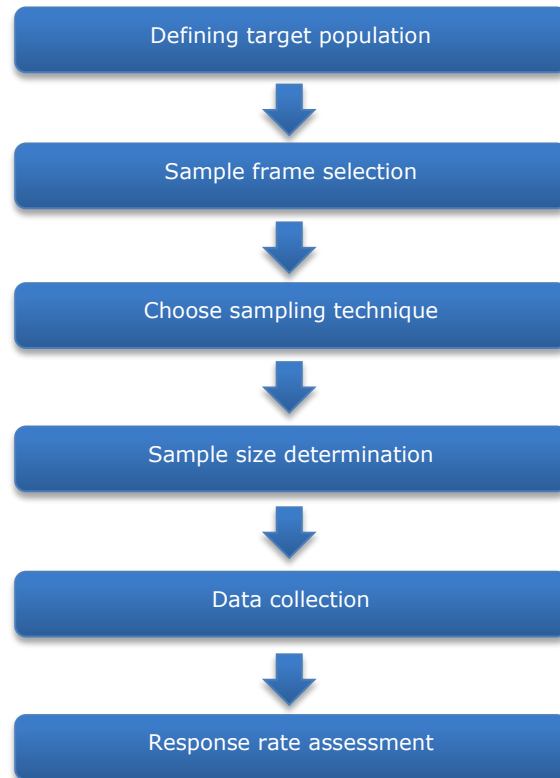 Defining target population
Sample frame selection
Choose sampling technique
Sample size determination
Data collection
Response rate assessment